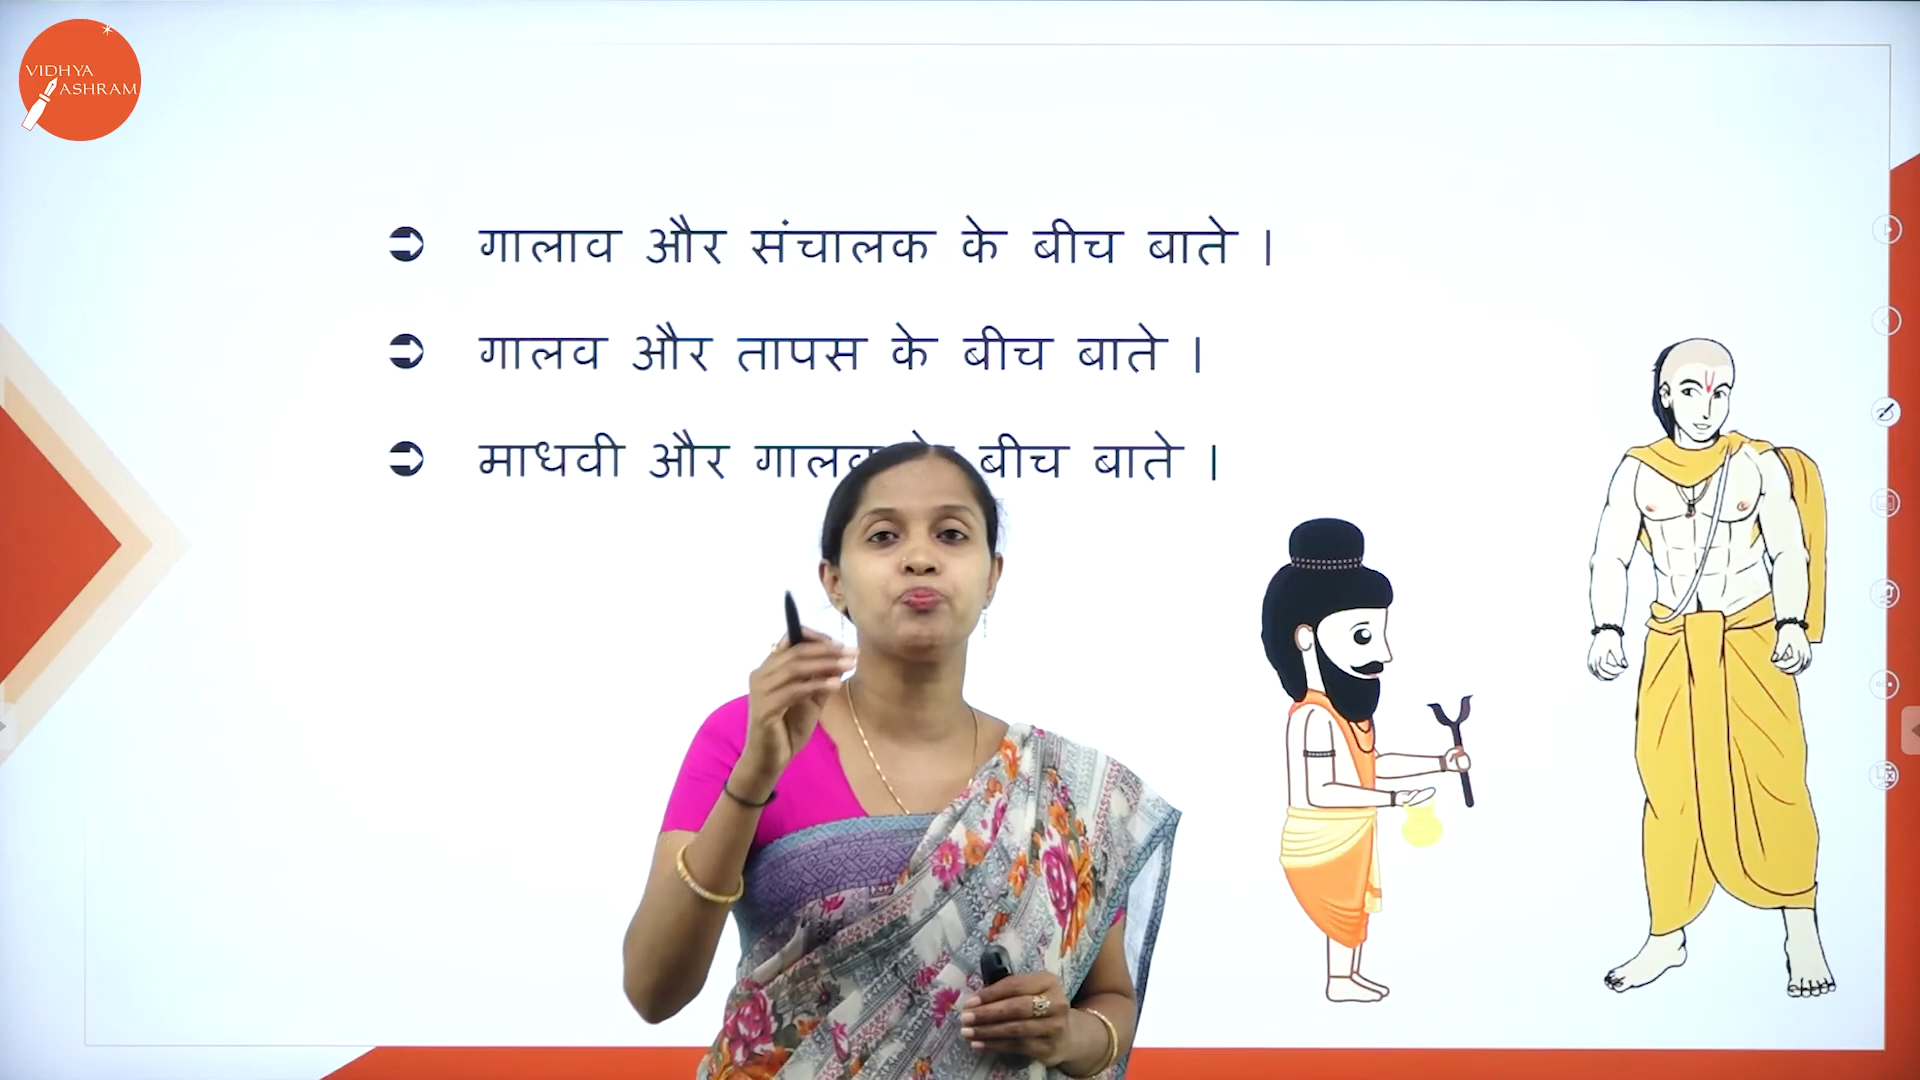 VIDHYA
ASHRAM
गालाव और संचालक के बीच बाते ।
गालव और तापस के बीच बाते ।
माधवी और बीच बाते ।